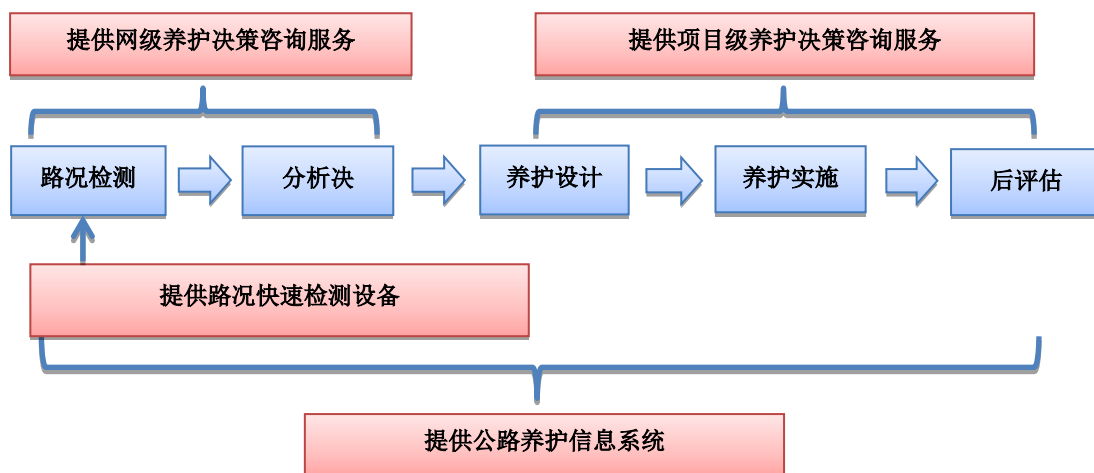 提供网级养护决策咨询服务
提供项目级养护决策咨询服务
路况检测
分析决
养护设计
养护实施
后评估
提供路况快速检测设备
提供公路养护信息系统